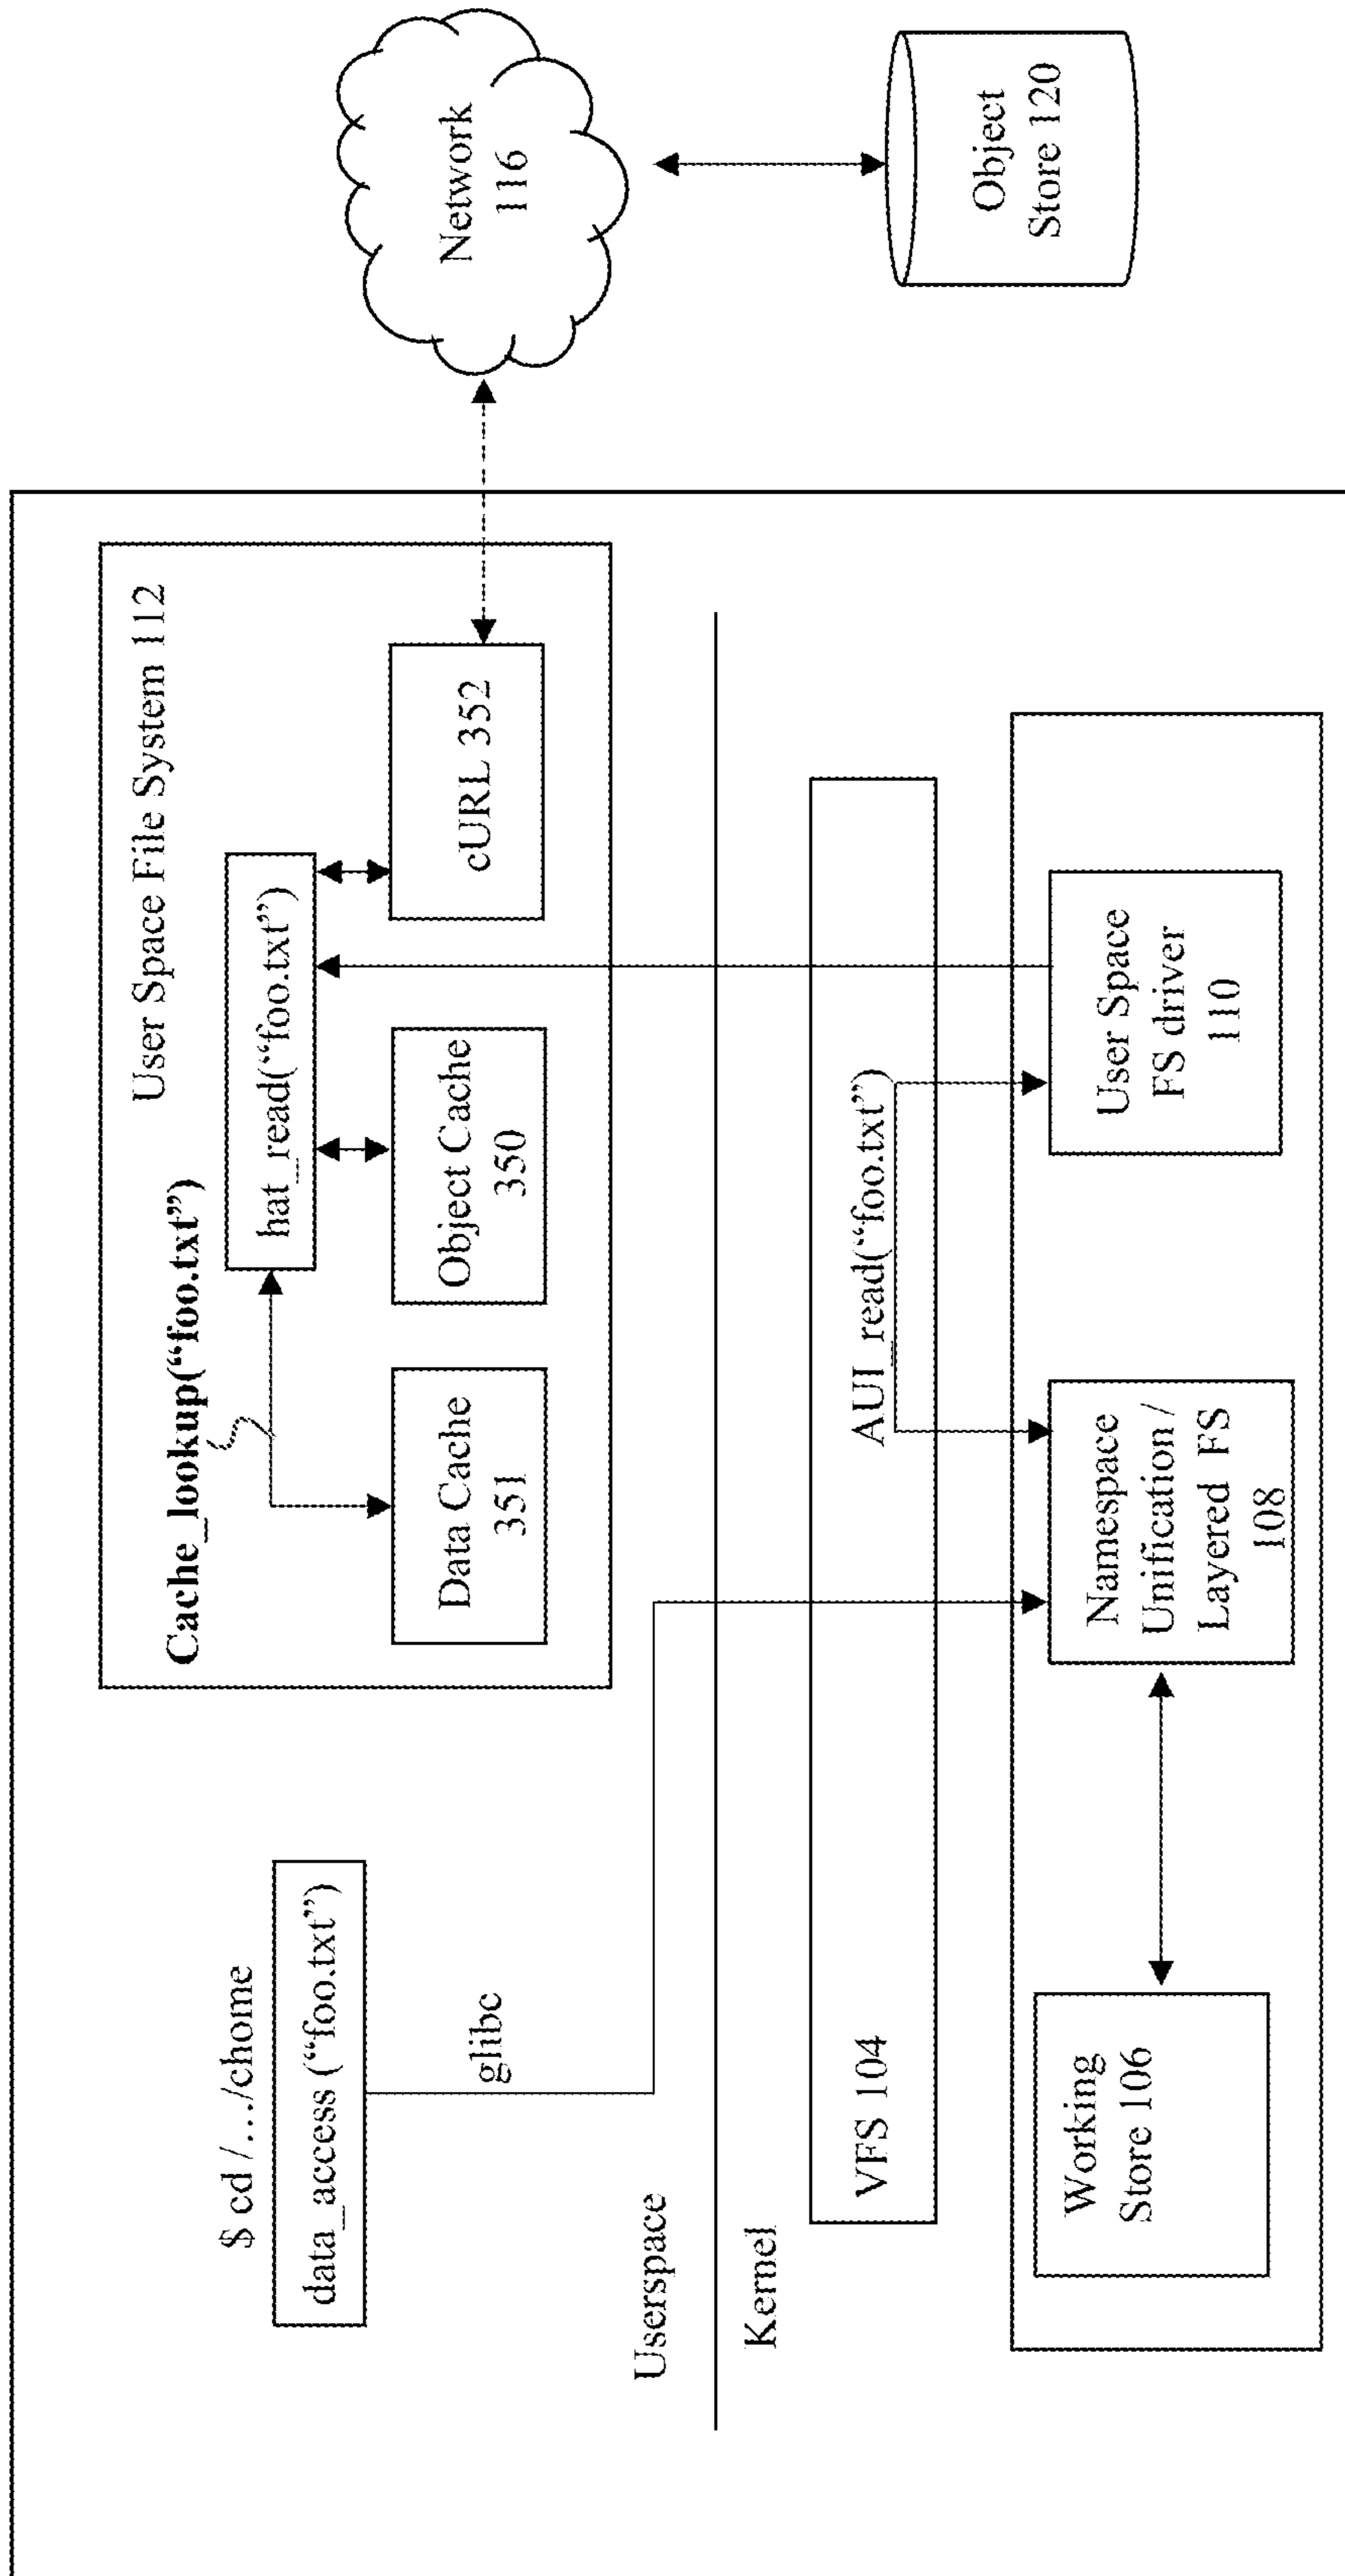 $ cd /…/chome
data_access (“foo.txt”)
glibc
Userspace
Kernel
VFS 104
Working
Store 106
User Space File System 112
Cache_lookup(“foo.txt”)
hat_read(“foo.txt”)
Data Cache
351
Object Cache
350
cURL 352
AUI_read(“foo.txt”)
Namespace
Unification /
Layered FS
108
User Space
FS driver
110
Network
116
Object
Store 120